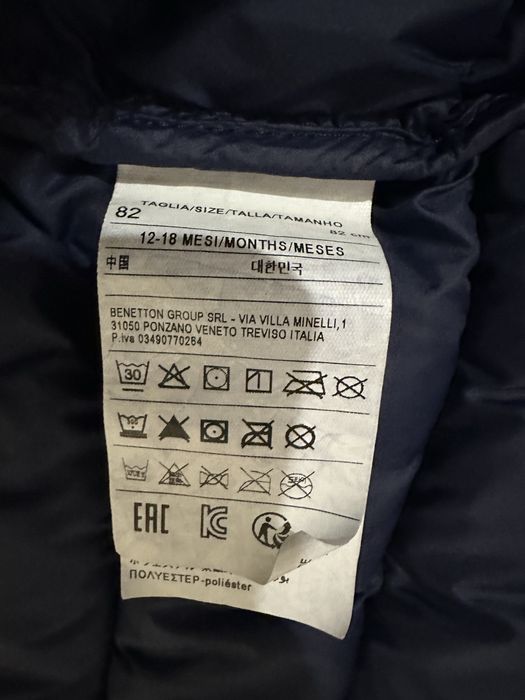 TAGLIA/SIZE/TALLA/TAMANHO
82 82 cm
12-18 MESI/MONTHS/MESES
中国 대한민국
BENETTON GROUP SRL - VIA VILLA MINELLI,1
31050 PONZANO VENETO TREVISO ITALIA
P.iva 03490770264
30
EAC KC
ΠΟΛΥΕΣΤΕΡ-poliéster